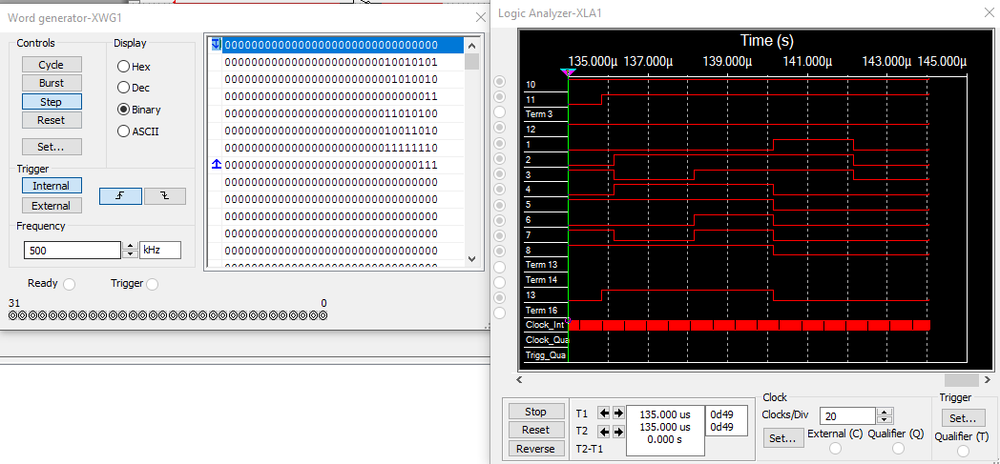 Word generator-XWG1
Controls
Cycle
Burst
Step
Reset
Set...
Display
Hex
Dec
Binary
ASCII
Trigger
Internal
External
Frequency
500
kHz
Ready
Trigger
31
0
00000000000000000000000000000000
00000000000000000000000010010101
00000000000000000000000001010010
00000000000000000000000000000011
00000000000000000000000011010100
00000000000000000000000010011010
00000000000000000000000011111110
00000000000000000000000000000111
00000000000000000000000000000000
00000000000000000000000000000000
00000000000000000000000000000000
00000000000000000000000000000000
00000000000000000000000000000000
Logic Analyzer-XLA1
Time (s)
135.000µ 137.000µ 139.000µ 141.000µ 143.000µ 145.000µ
10
11
Term 3
12
1
2
3
4
5
6
7
8
Term 13
Term 14
13
Term 16
Clock_Int
Clock_Qua
Trigg_Qua
Stop
Reset
Reverse
T1
T2
T2-T1
135.000 us
135.000 us
0.000 s
0d49
0d49
Clock
Clocks/Div
20
Set...
External (C)
Qualifier (Q)
Trigger
Set...
Qualifier (T)